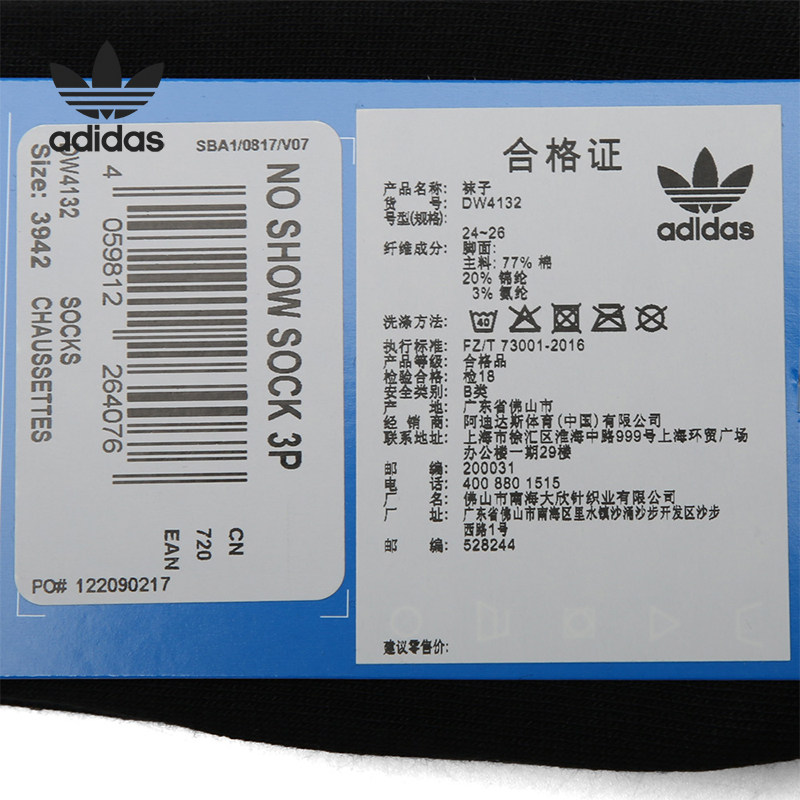 adidas
SBA1/0817/V07
NO SHOW SOCK 3P
4 059812 264076
DW4132
SOCKS
Size: 3942
CHAUSSETTES
CN
720
EAN
PO# 122090217
合格证
adidas
产品名称: 袜子
货 号: DW4132
号型(规格):
24~26
纤维成分: 脚面:
主料: 77% 棉
20% 锦纶
3% 氨纶
洗涤方法: 40
执行标准: FZ/T 73001-2016
产品等级: 合格品
检验合格: 检18
安全类别: B类
产 地: 广东省佛山市
经 销 商: 阿迪达斯体育(中国)有限公司
联系地址: 上海市徐汇区淮海中路999号上海环贸广场
办公楼一期29楼
邮 编: 200031
电 话: 400 880 1515
厂 名: 佛山市南海大欣针织业有限公司
厂 址: 广东省佛山市南海区里水镇沙涌沙步开发区沙步
西路1号
邮 编: 528244
建议零售价: